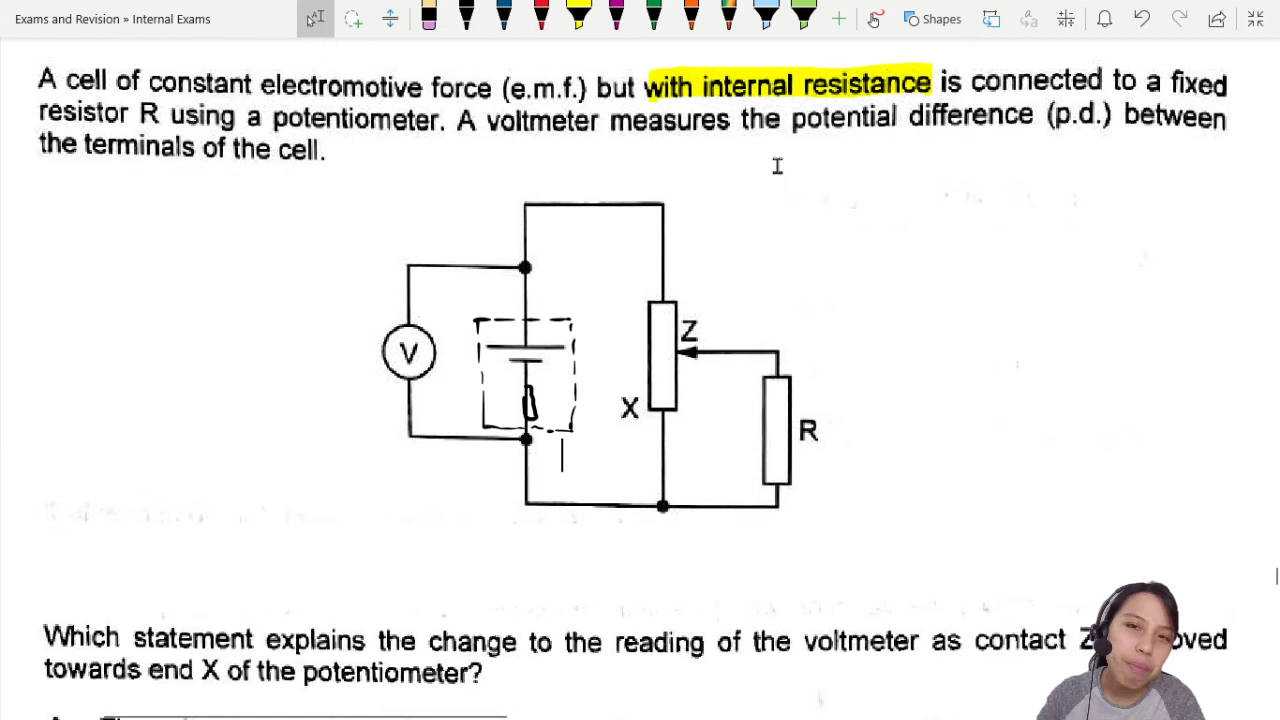 Exams and Revision » Internal Exams
Shapes
A cell of constant electromotive force (e.m.f.) but with internal resistance is connected to a fixed
resistor R using a potentiometer. A voltmeter measures the potential difference (p.d.) between
the terminals of the cell.
Z
V
X
R
Which statement explains the change to the reading of the voltmeter as contact Z
towards end X of the potentiometer?